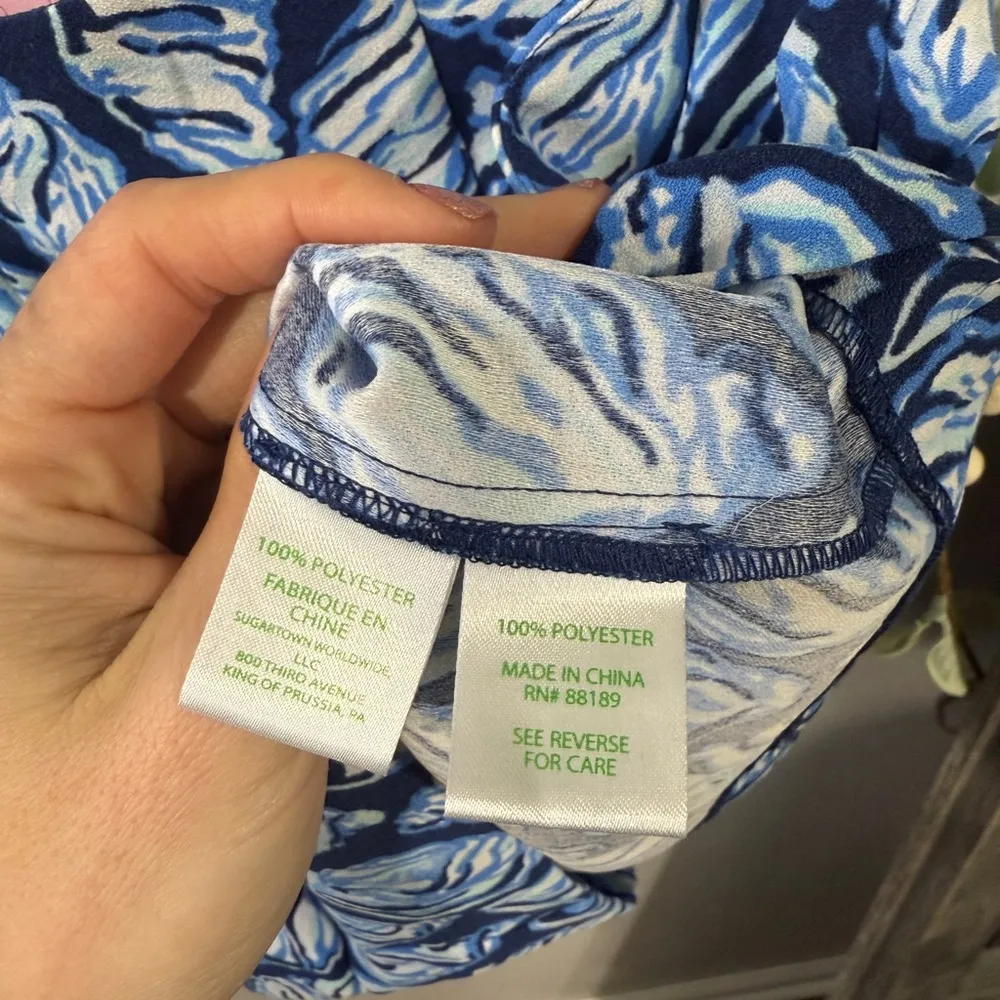 100% POLYESTER
FABRIQUE EN
CHINE
SUGARTOWN WORLDWIDE,
LLC
800 THIRD AVENUE
KING OF PRUSSIA, PA
100% POLYESTER
MADE IN CHINA
RN# 88189
SEE REVERSE
FOR CARE